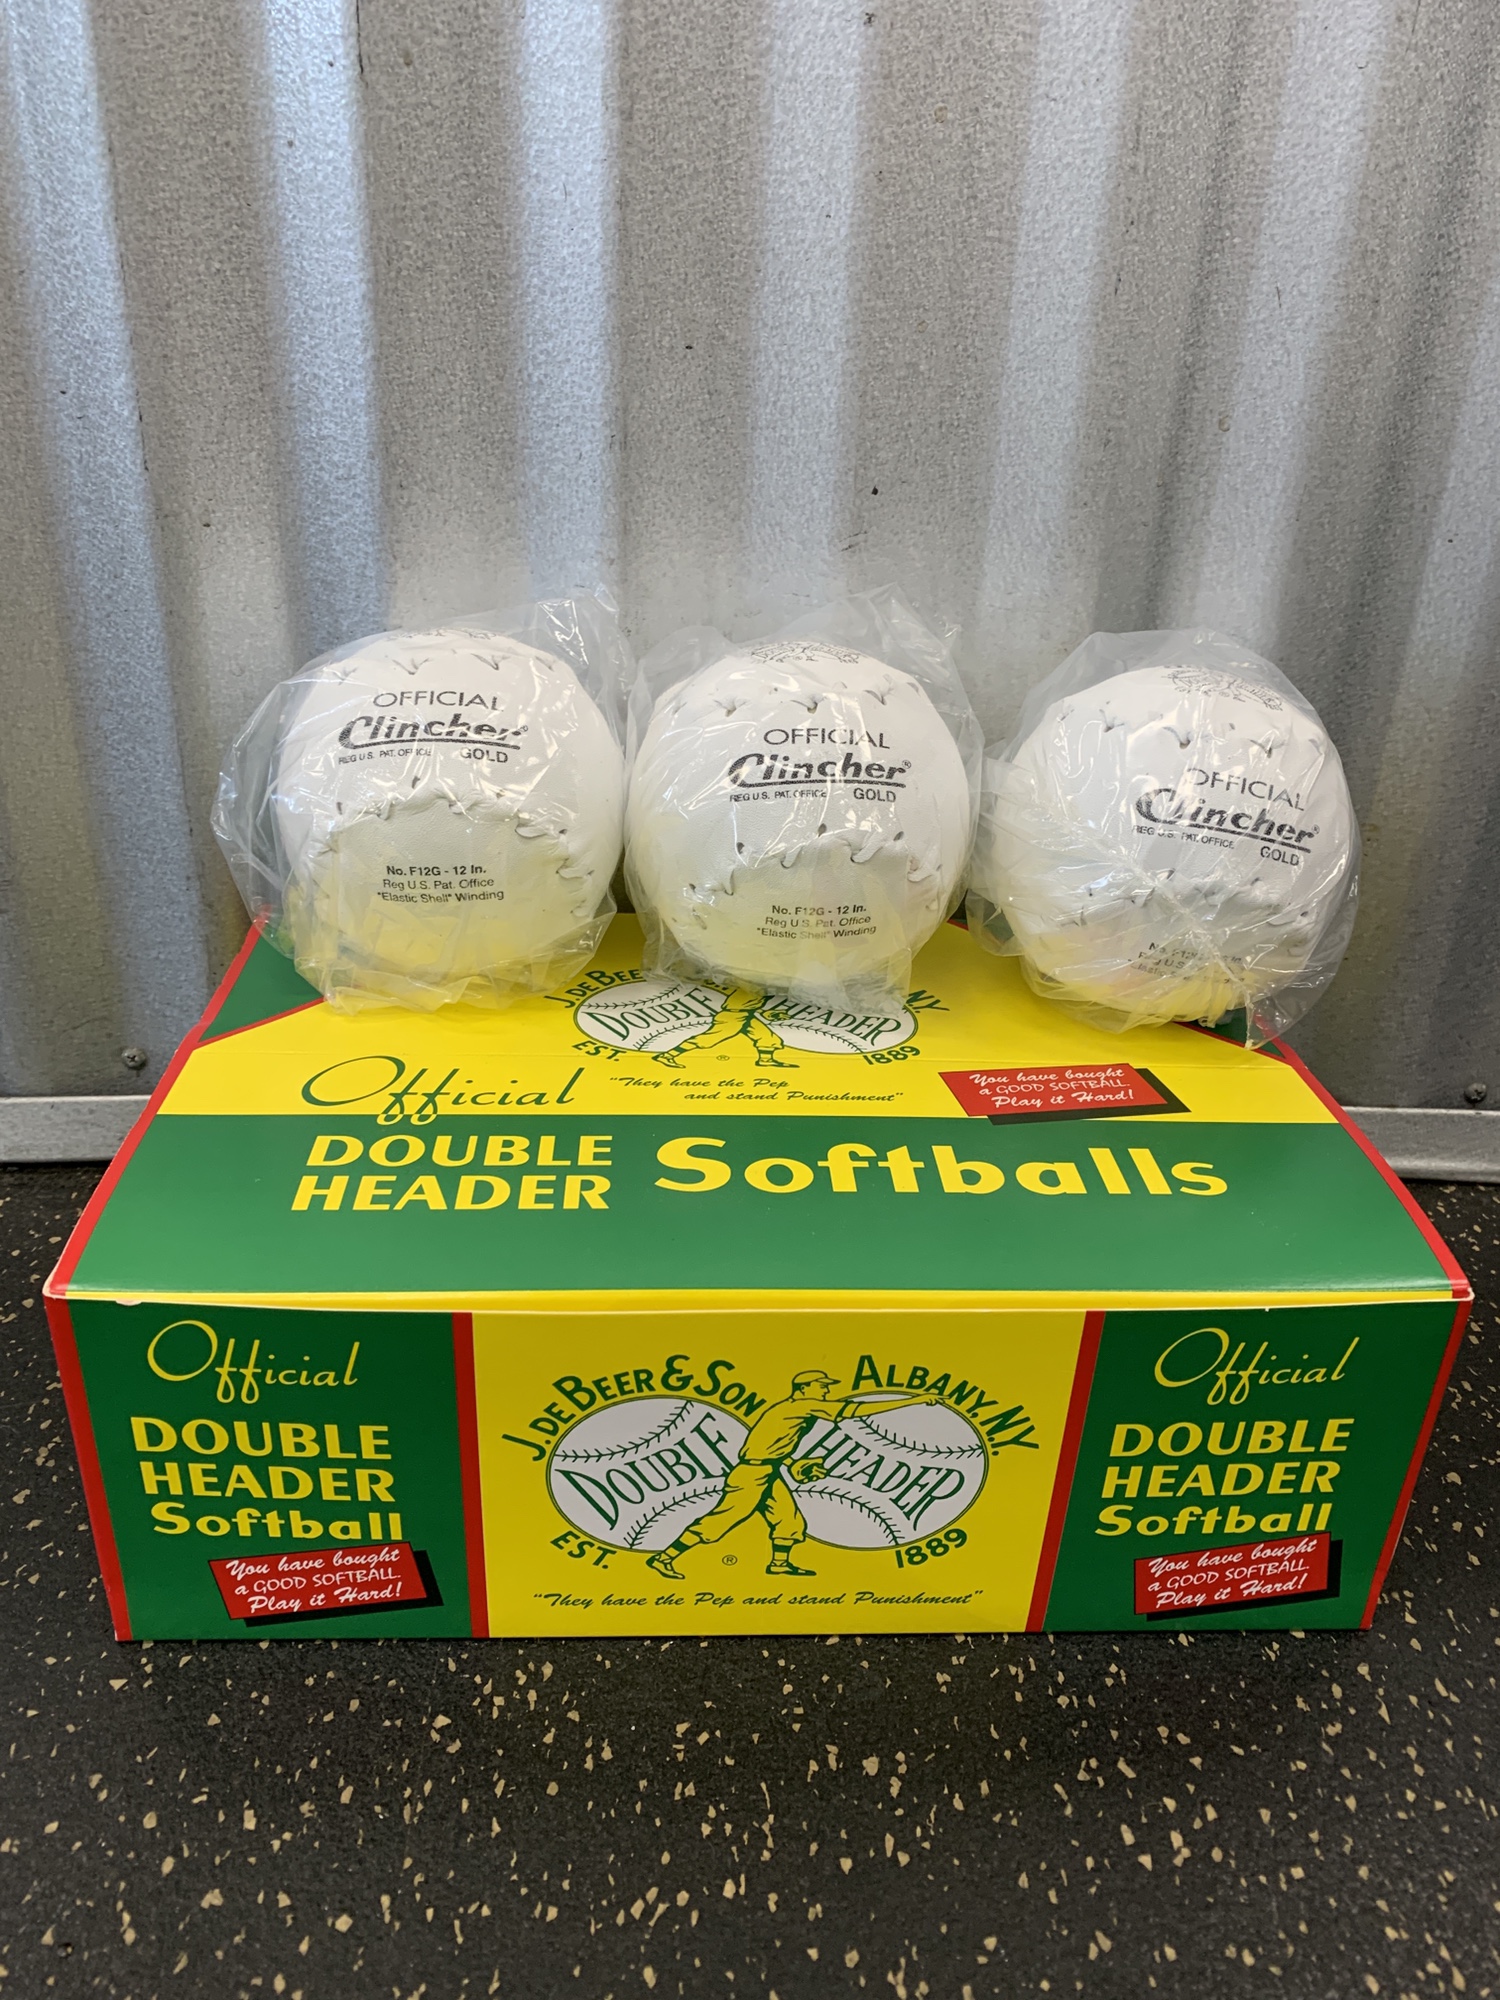 OFFICIAL
Clincher®
REG U.S. PAT. OFFICE GOLD
No. F12G - 12 In.
Reg U.S. Pat. Office
"Elastic Shell" Winding
OFFICIAL
Clincher®
REG U.S. PAT. OFFICE GOLD
No. F12G - 12 In.
Reg U.S. Pat. Office
"Elastic Shell" Winding
OFFICIAL
Clincher®
REG U.S. PAT. OFFICE GOLD
Reg U.S.
J. DE BEER
N.Y.
DOUBLE HEADER
EST. ® 1889
Official
"They have the Pep
and stand Punishment"
You have bought
a GOOD SOFTBALL.
Play it Hard!
DOUBLE
HEADER
Softballs
Official
DOUBLE
HEADER
Softball
You have bought
a GOOD SOFTBALL.
Play it Hard!
J. DE BEER & SON ALBANY, N.Y.
DOUBLE HEADER
EST. ® 1889
"They have the Pep and stand Punishment"
Official
DOUBLE
HEADER
Softball
You have bought
a GOOD SOFTBALL.
Play it Hard!